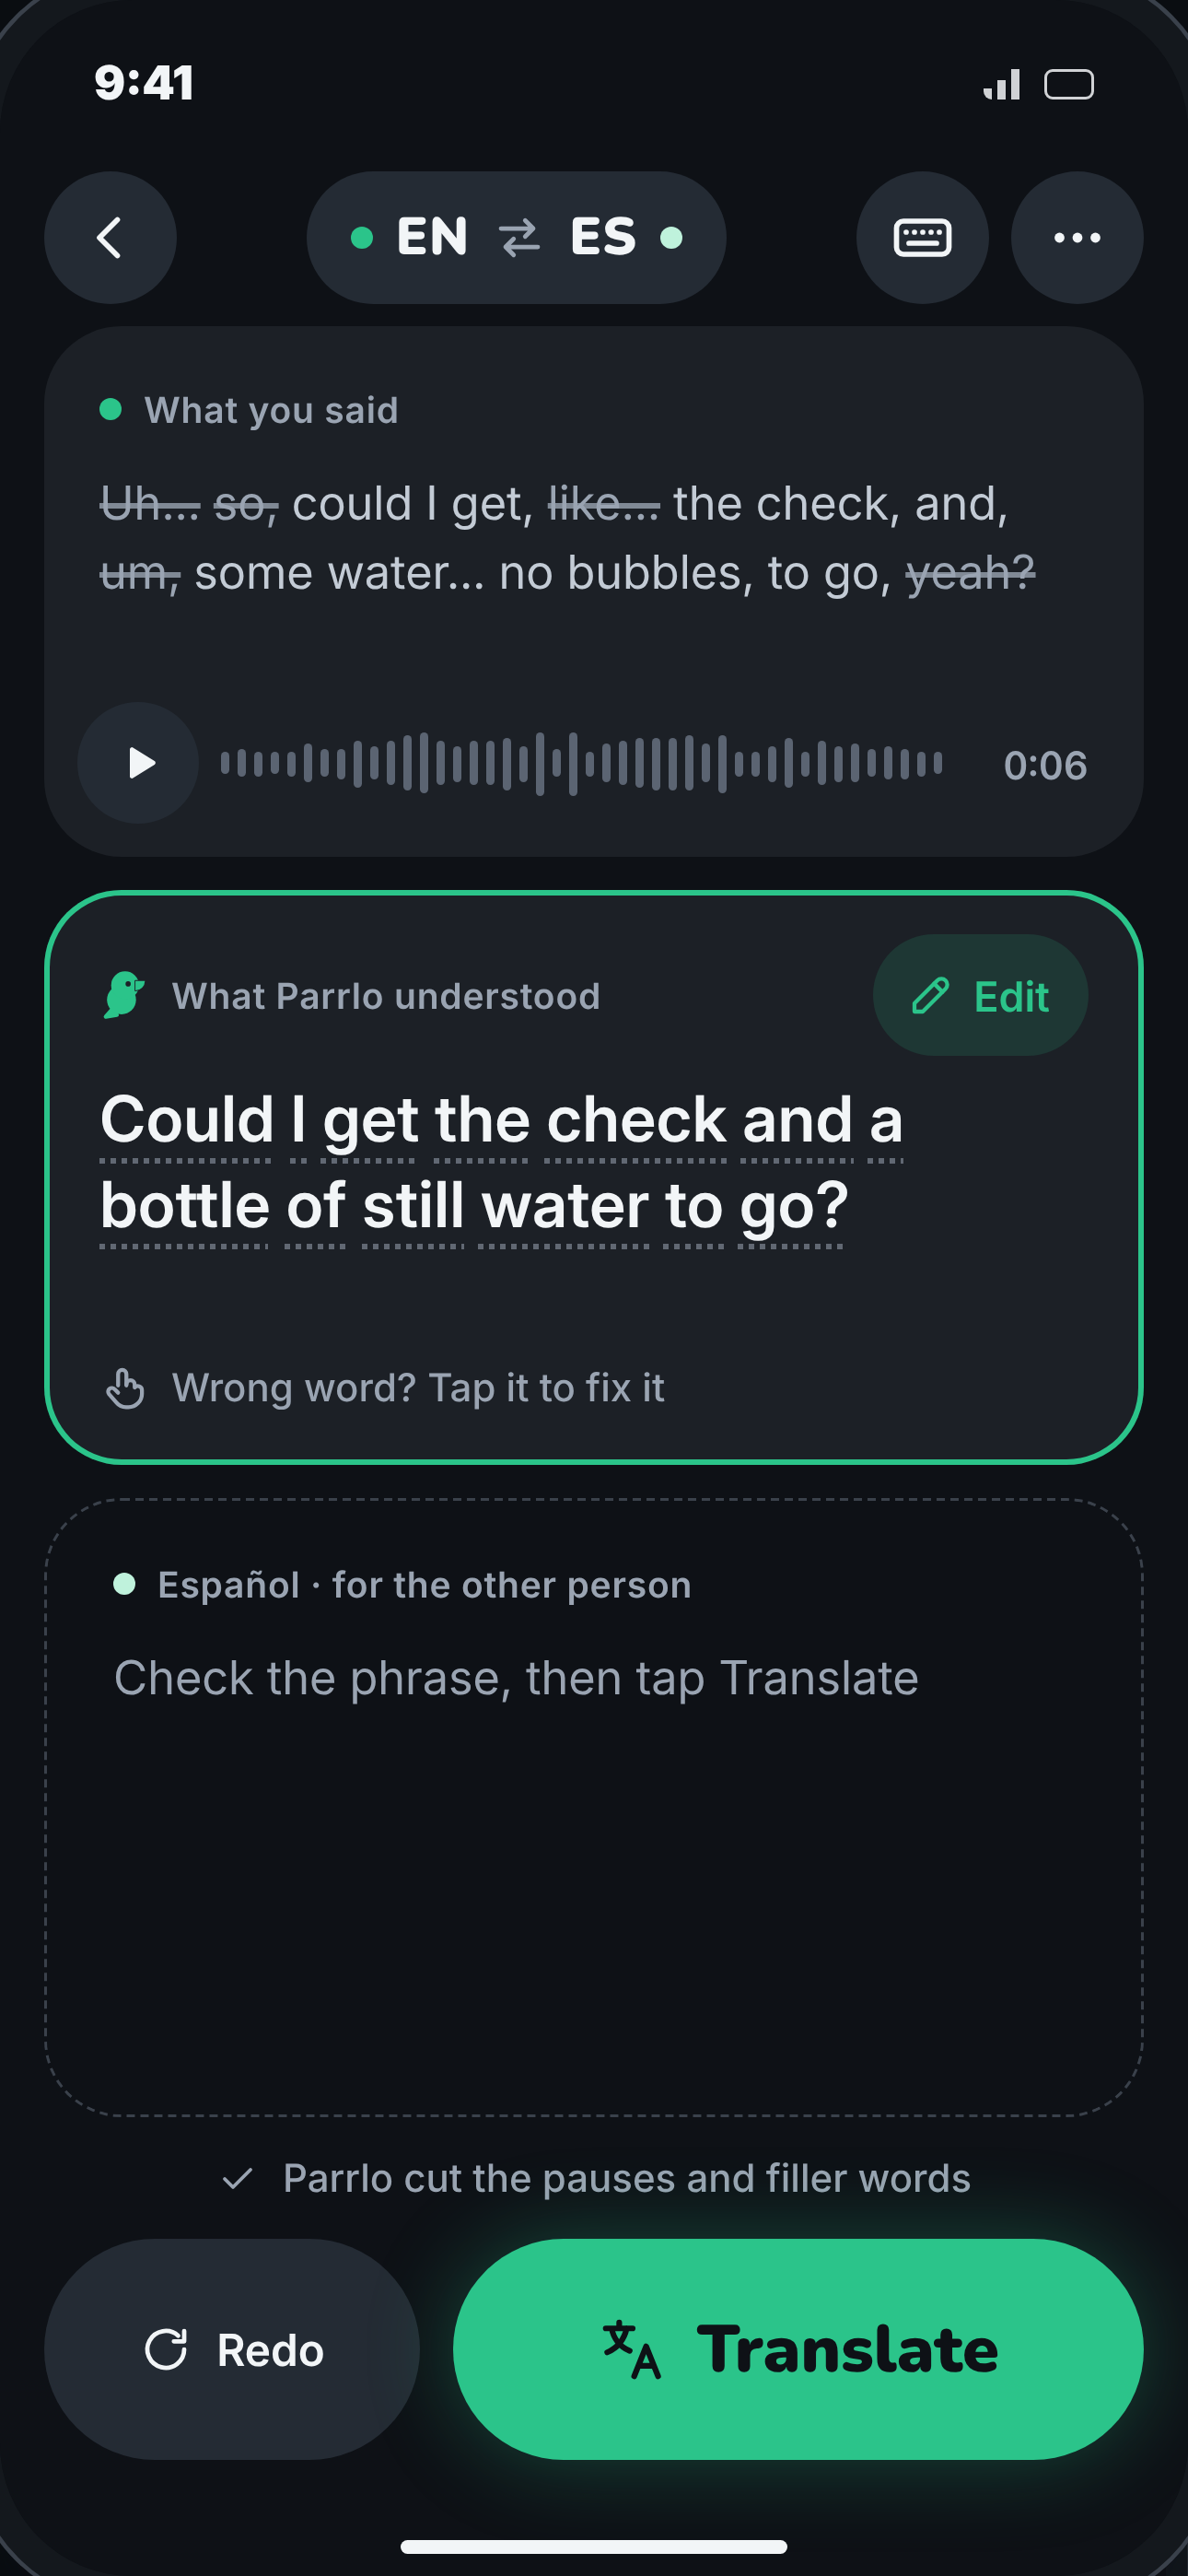 9:41
EN ES
What you said
Uh... so, could I get, like... the check, and,
um, some water... no bubbles, to go, yeah?
0:06
What Parrlo understood
Edit
Could I get the check and a
bottle of still water to go?
Wrong word? Tap it to fix it
Español · for the other person
Check the phrase, then tap Translate
Parrlo cut the pauses and filler words
Redo
Translate